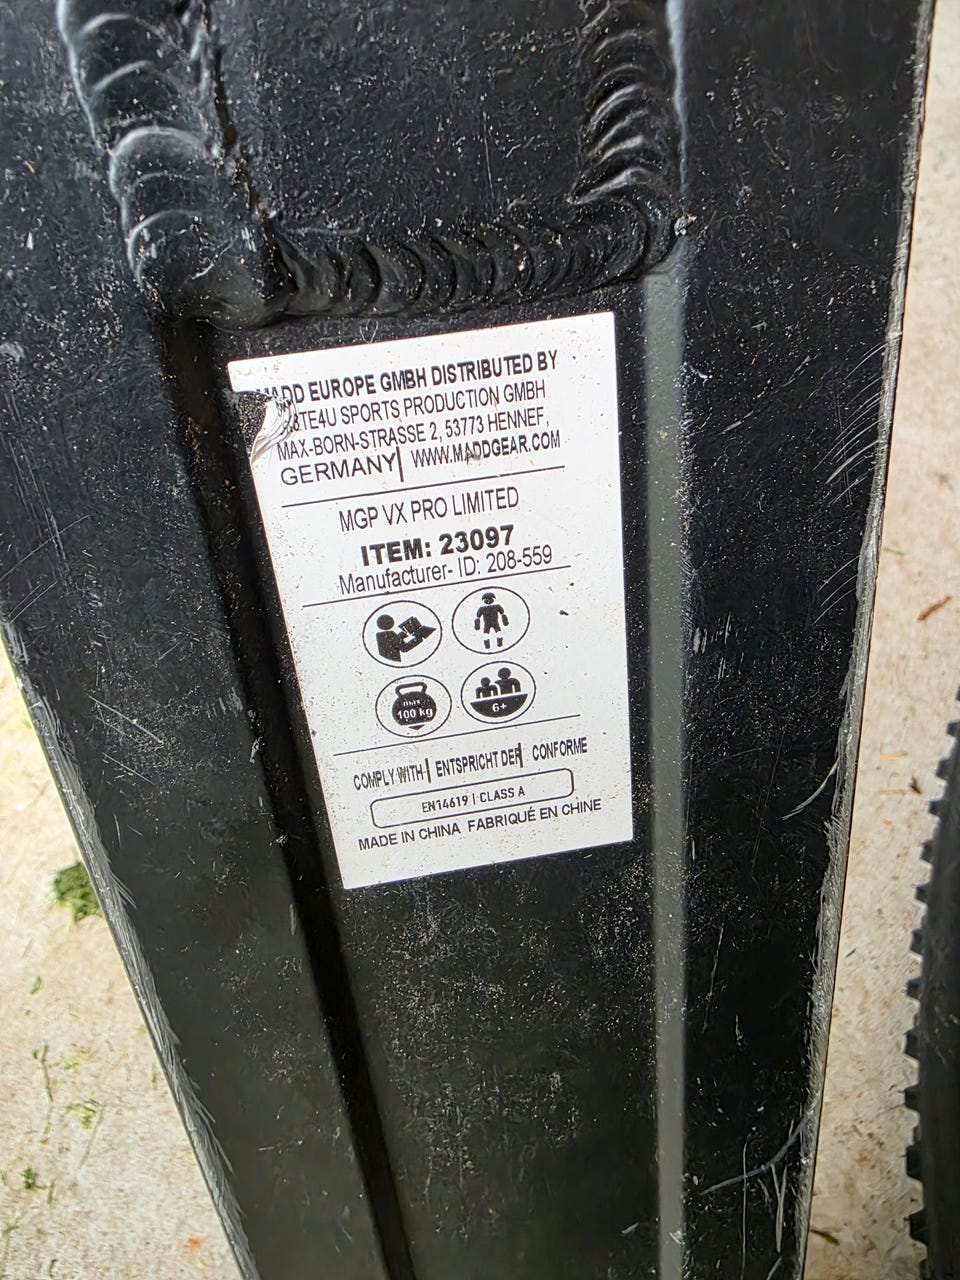 MADD EUROPE GMBH DISTRIBUTED BY
SPORTS PRODUCTION GMBH
MAX-BORN-STRASSE 2, 53773 HENNEF,
GERMANY | WWW.MADDGEAR.COM
MGP VX PRO LIMITED
ITEM: 23097
Manufacturer- ID: 208-559
max
100 kg
6+
COMPLY WITH | ENTSPRICHT DER | CONFORME
EN14619 | CLASS A
MADE IN CHINA FABRIQUÉ EN CHINE